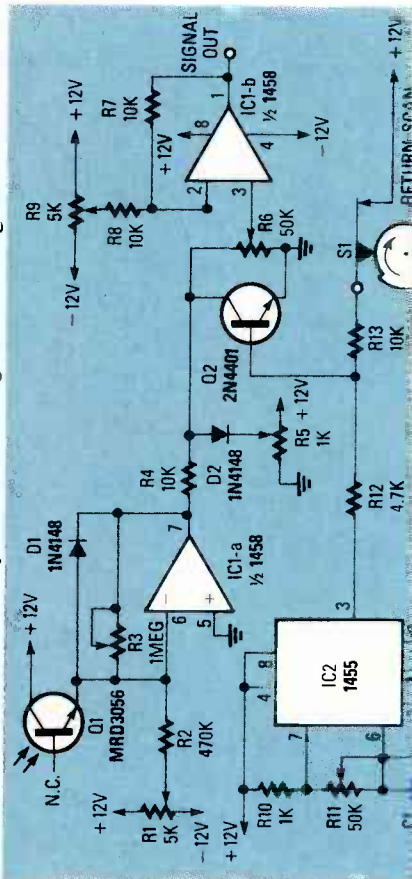 +12V
N.C.
Q1
MRD3056
D1
1N4148
R3
1MEG
+12V
R1
5K
−12V
R2
470K
6
5
−
+
7
IC1-a
½ 1458
R4
10K
D2
1N4148
R5
1K
+12V
Q2
2N4401
R6
50K
−12V
R9
5K
+12V
R8
10K
R7
10K
+12V
2
3
8
4
1
IC1-b
½ 1458
−12V
SIGNAL
OUT
+12V
R10
1K
R11
50K
7
6
4
8
IC2
1455
3
R12
4.7K
R13
10K
S1
+12V
RETURN SCAN